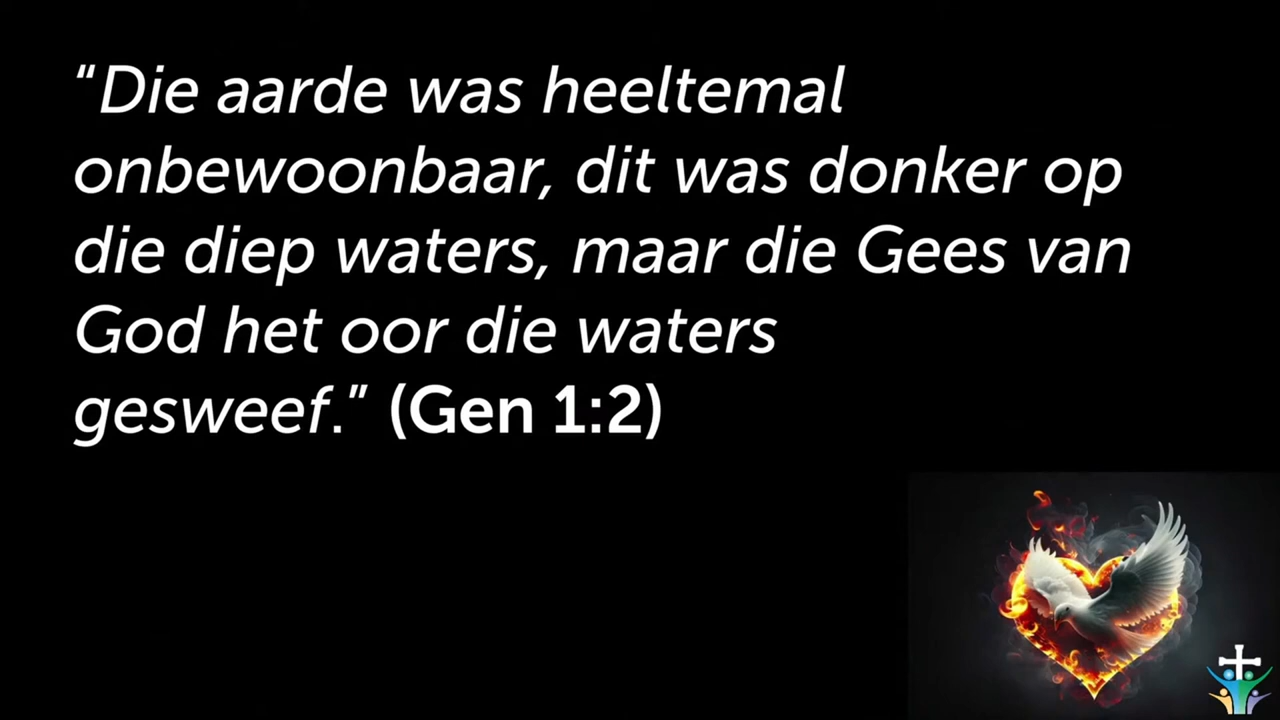 “Die aarde was heeltemal
onbewoonbaar, dit was donker op
die diep waters, maar die Gees van
God het oor die waters
gesweef.” (Gen 1:2)